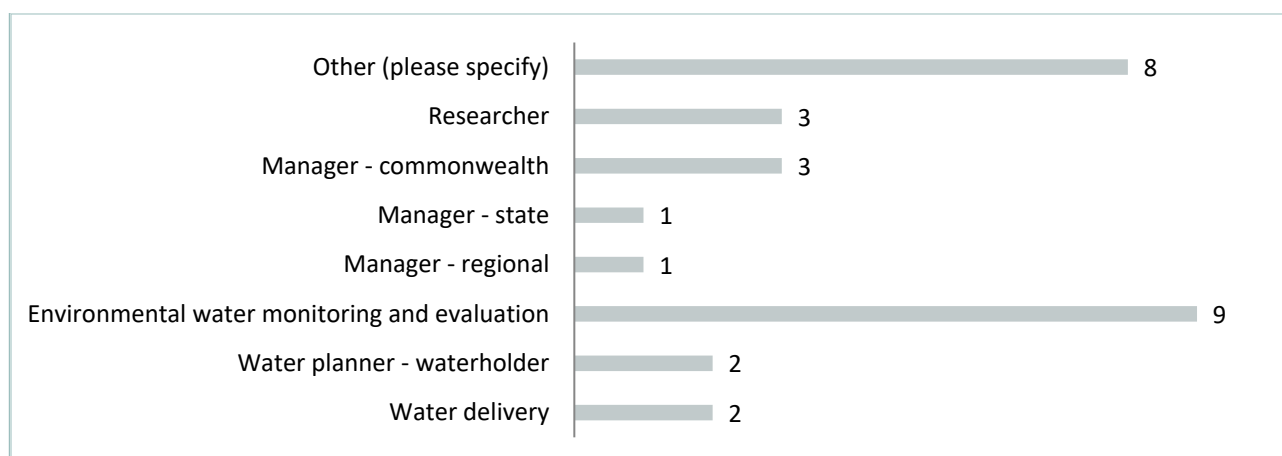 Other (please specify) 8
Researcher 3
Manager - commonwealth 3
Manager - state 1
Manager - regional 1
Environmental water monitoring and evaluation 9
Water planner - waterholder 2
Water delivery 2